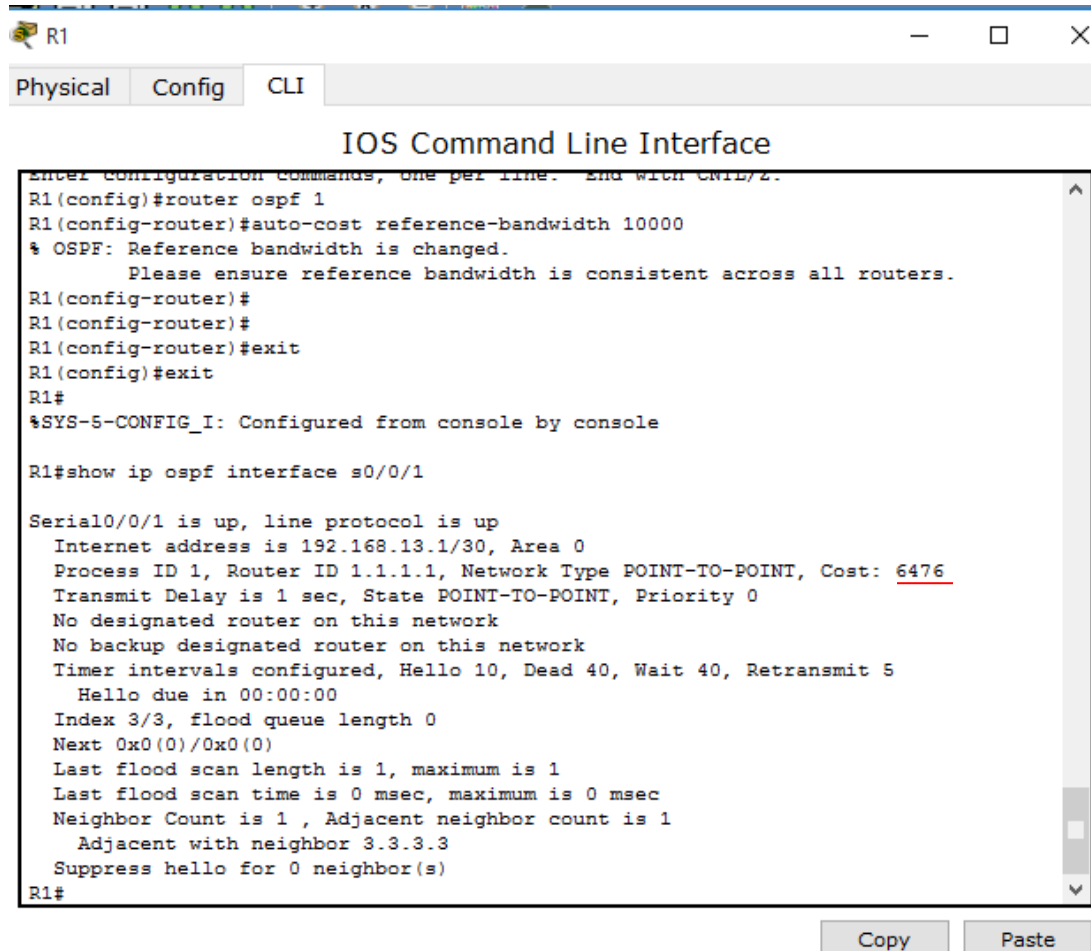 R1
Physical Config CLI
IOS Command Line Interface
Enter configuration commands, one per line. End with CNTL/Z.
R1(config)#router ospf 1
R1(config-router)#auto-cost reference-bandwidth 10000
% OSPF: Reference bandwidth is changed.
Please ensure reference bandwidth is consistent across all routers.
R1(config-router)#
R1(config-router)#
R1(config-router)#exit
R1(config)#exit
R1#
%SYS-5-CONFIG_I: Configured from console by console
R1#show ip ospf interface s0/0/1
Serial0/0/1 is up, line protocol is up
Internet address is 192.168.13.1/30, Area 0
Process ID 1, Router ID 1.1.1.1, Network Type POINT-TO-POINT, Cost: 6476
Transmit Delay is 1 sec, State POINT-TO-POINT, Priority 0
No designated router on this network
No backup designated router on this network
Timer intervals configured, Hello 10, Dead 40, Wait 40, Retransmit 5
Hello due in 00:00:00
Index 3/3, flood queue length 0
Next 0x0(0)/0x0(0)
Last flood scan length is 1, maximum is 1
Last flood scan time is 0 msec, maximum is 0 msec
Neighbor Count is 1 , Adjacent neighbor count is 1
Adjacent with neighbor 3.3.3.3
Suppress hello for 0 neighbor(s)
R1#
Copy Paste